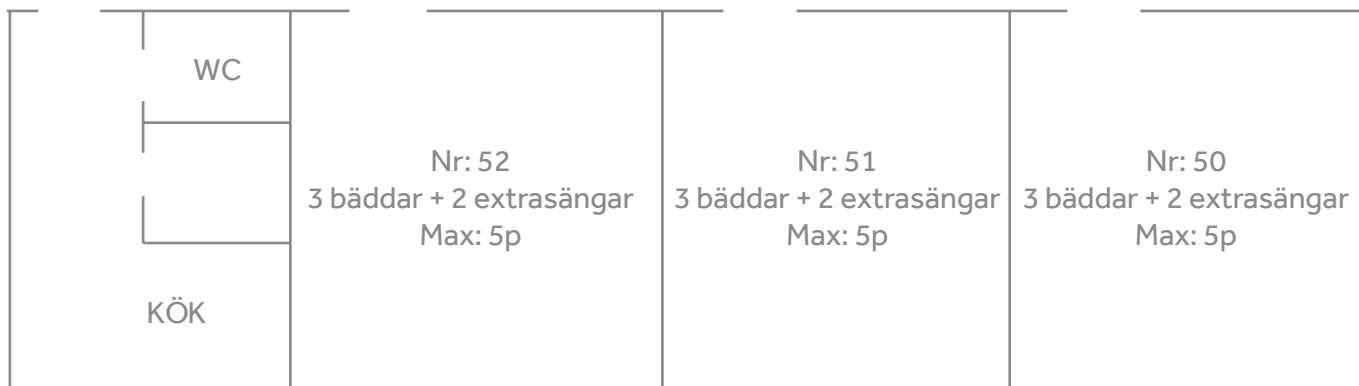 WC
KÖK
Nr: 52
3 bäddar + 2 extrasängar
Max: 5p
Nr: 51
3 bäddar + 2 extrasängar
Max: 5p
Nr: 50
3 bäddar + 2 extrasängar
Max: 5p